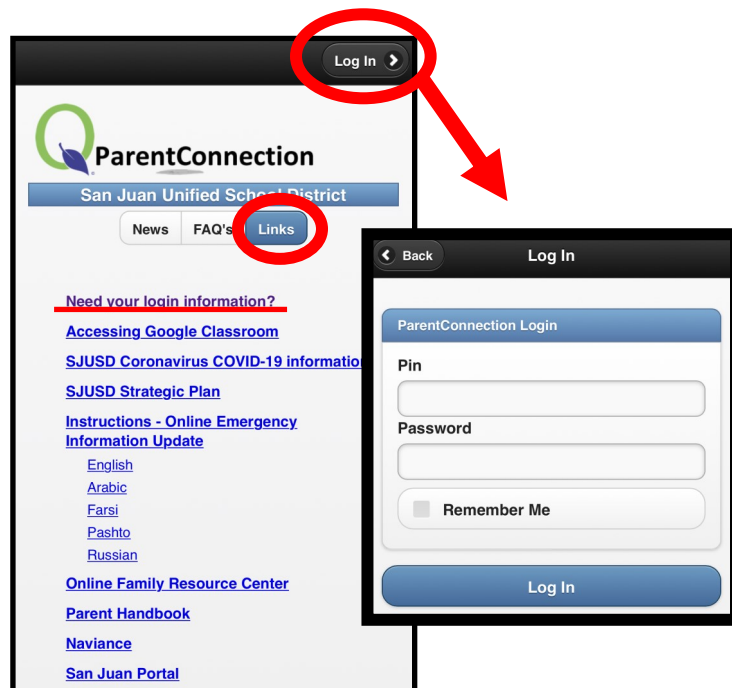 Log In
Q
ParentConnection
San Juan Unified School District
News FAQ's Links
Need your login information?
Accessing Google Classroom
SJUSD Coronavirus COVID-19 information
SJUSD Strategic Plan
Instructions - Online Emergency
Information Update
English
Arabic
Farsi
Pashto
Russian
Online Family Resource Center
Parent Handbook
Naviance
San Juan Portal
Back Log In
ParentConnection Login
Pin
Password
Remember Me
Log In